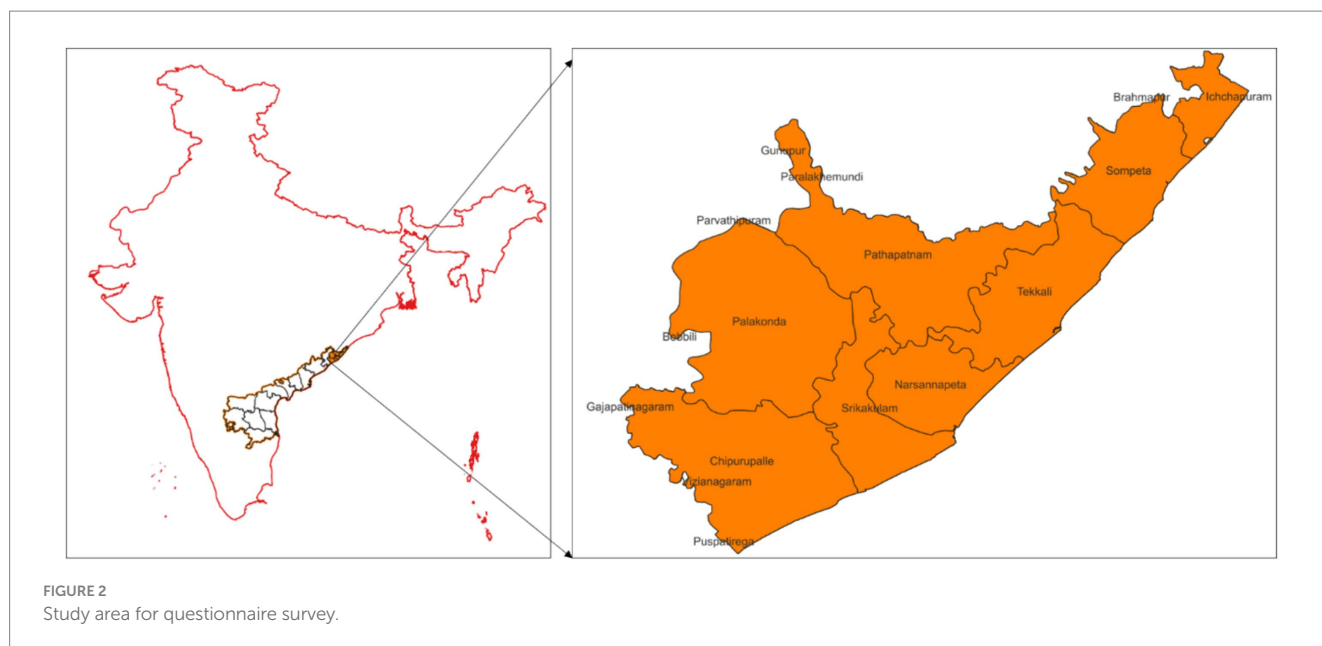 Brahmapur
Ichchapuram
Gunupur
Sompeta
Paralakhemundi
Parvathipuram
Pathapatnam
Tekkali
Palakonda
Bobbili
Narsannapeta
Gajapatinagaram
Srikakulam
Chipurupalle
Vizianagaram
Puspatirega
FIGURE 2
Study area for questionnaire survey.